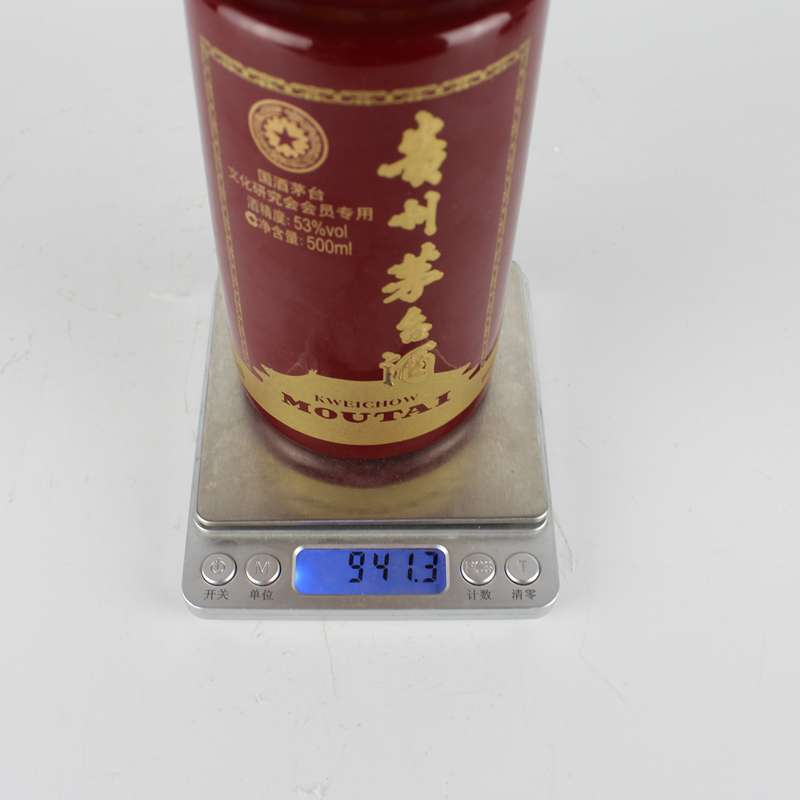 国酒茅台
文化研究会会员专用
酒精度: 53%vol
净含量: 500ml
贵州茅台酒
KWEICHOW
MOUTAI
941.3
M
PCS
T
开关
单位
计数
清零